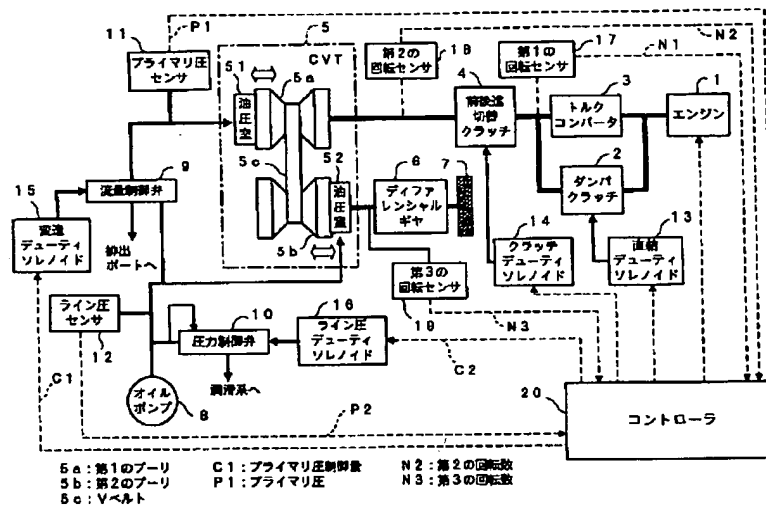 P1
N2
11
プライマリ圧
センサ
5
CVT
51
5a
油圧室
第2の
回転センサ
18
第1の
回転センサ
17
N1
4
前後進
切替
クラッチ
3
トルク
コンバータ
1
エンジン
5c
52
油圧室
6
ディファ
レンシャル
ギヤ
7
2
ダンパ
クラッチ
9
流量制御弁
15
変速
デューティ
ソレノイド
排出
ポートへ
5b
14
クラッチ
デューティ
ソレノイド
13
直結
デューティ
ソレノイド
ライン圧
センサ
12
10
圧力制御弁
潤滑系へ
16
ライン圧
デューティ
ソレノイド
第3の
回転センサ
19
N3
C2
C1
オイル
ポンプ
8
P2
20
コントローラ
5a:第1のプーリ
5b:第2のプーリ
5c:Vベルト
C1:プライマリ圧制御量
P1:プライマリ圧
N2:第2の回転数
N3:第3の回転数